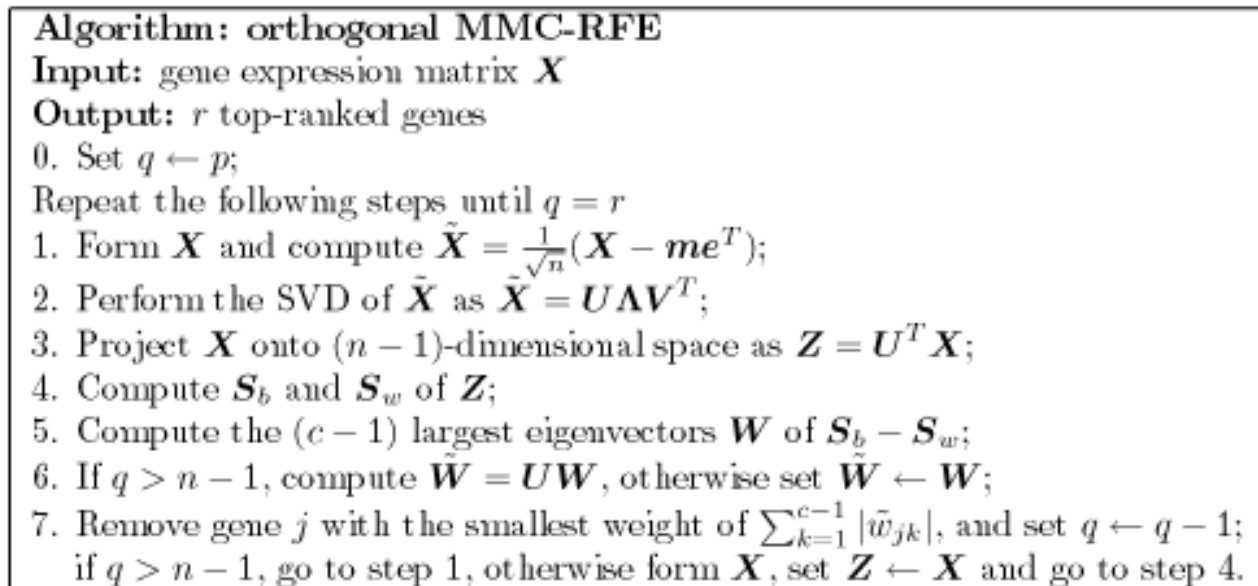 Algorithm: orthogonal MMC-RFE
Input: gene expression matrix X
Output: r top-ranked genes
0. Set q ← p;
Repeat the following steps until q = r
1. Form X and compute X̃ = 1/√n (X − me^T);
2. Perform the SVD of X̃ as X̃ = UΛV^T;
3. Project X onto (n − 1)-dimensional space as Z = U^T X;
4. Compute S_b and S_w of Z;
5. Compute the (c − 1) largest eigenvectors W of S_b − S_w;
6. If q > n − 1, compute W̃ = UW, otherwise set W̃ ← W;
7. Remove gene j with the smallest weight of ∑_{k=1}^{c−1} |w̃_{jk}|, and set q ← q − 1;
if q > n − 1, go to step 1, otherwise form X, set Z ← X and go to step 4.